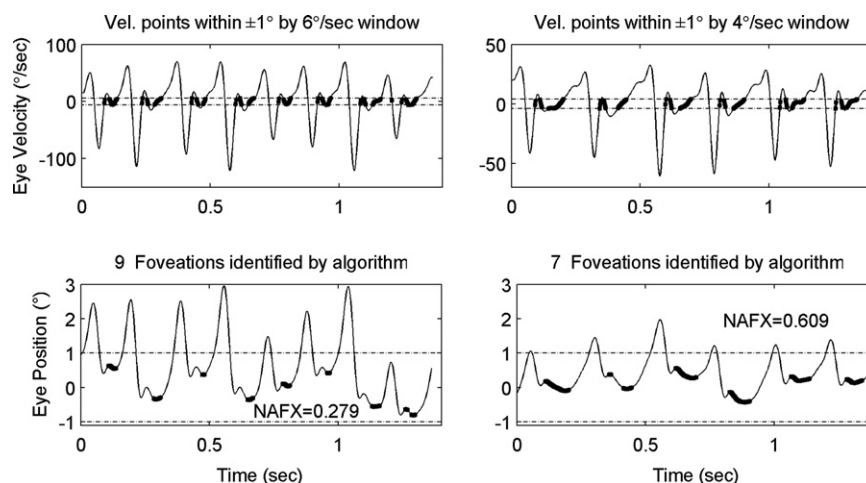 Vel. points within ±1° by 6°/sec window
Vel. points within ±1° by 4°/sec window
Eye Velocity (°/sec)
100
0
-100
0
0.5
1
50
0
-50
0
0.5
1
9 Foveations identified by algorithm
7 Foveations identified by algorithm
Eye Position (°)
3
2
1
0
-1
NAFX=0.279
0
0.5
1
Time (sec)
3
2
1
0
-1
NAFX=0.609
0
0.5
1
Time (sec)